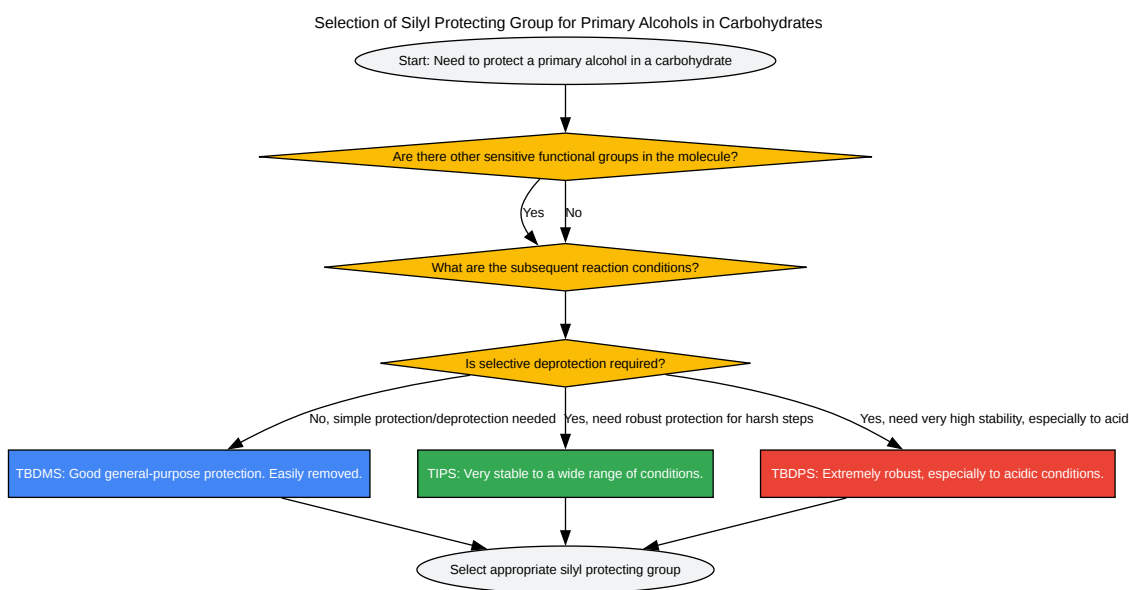 Selection of Silyl Protecting Group for Primary Alcohols in Carbohydrates
Start: Need to protect a primary alcohol in a carbohydrate
Are there other sensitive functional groups in the molecule?
Yes
No
What are the subsequent reaction conditions?
Is selective deprotection required?
No, simple protection/deprotection needed
Yes, need robust protection for harsh steps
Yes, need very high stability, especially to acid
TBDMS: Good general-purpose protection. Easily removed.
TIPS: Very stable to a wide range of conditions.
TBDPS: Extremely robust, especially to acidic conditions.
Select appropriate silyl protecting group